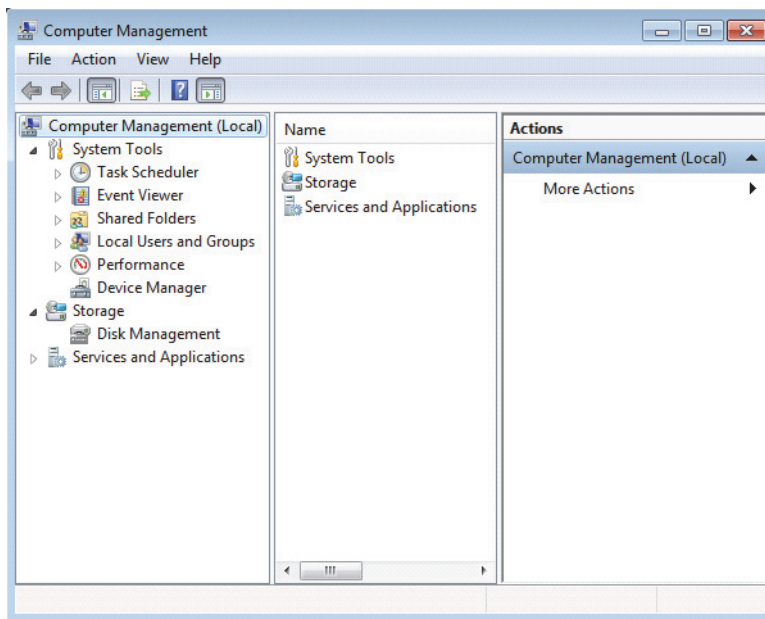 Computer Management
File Action View Help
Computer Management (Local)
System Tools
Task Scheduler
Event Viewer
Shared Folders
Local Users and Groups
Performance
Device Manager
Storage
Disk Management
Services and Applications
Name
System Tools
Storage
Services and Applications
Actions
Computer Management (Local)
More Actions